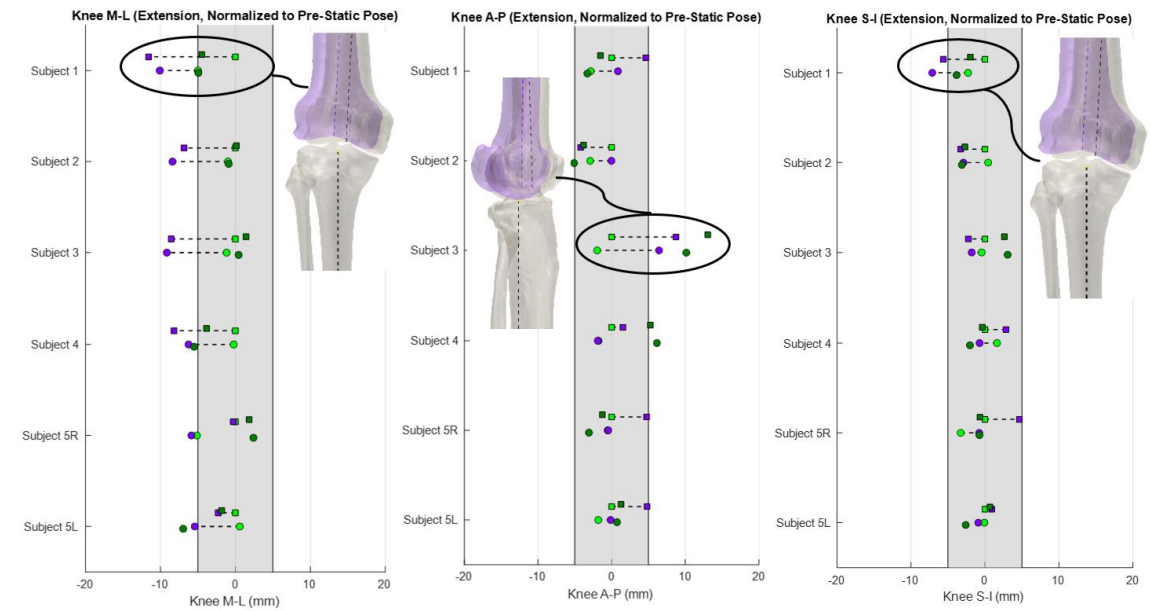 Knee M-L (Extension, Normalized to Pre-Static Pose)
Subject 1
Subject 2
Subject 3
Subject 4
Subject 5R
Subject 5L
-20
-10
0
10
20
Knee M-L (mm)
Knee A-P (Extension, Normalized to Pre-Static Pose)
Subject 1
Subject 2
Subject 3
Subject 4
Subject 5R
Subject 5L
-20
-10
0
10
20
Knee A-P (mm)
Knee S-I (Extension, Normalized to Pre-Static Pose)
Subject 1
Subject 2
Subject 3
Subject 4
Subject 5R
Subject 5L
-20
-10
0
10
20
Knee S-I (mm)